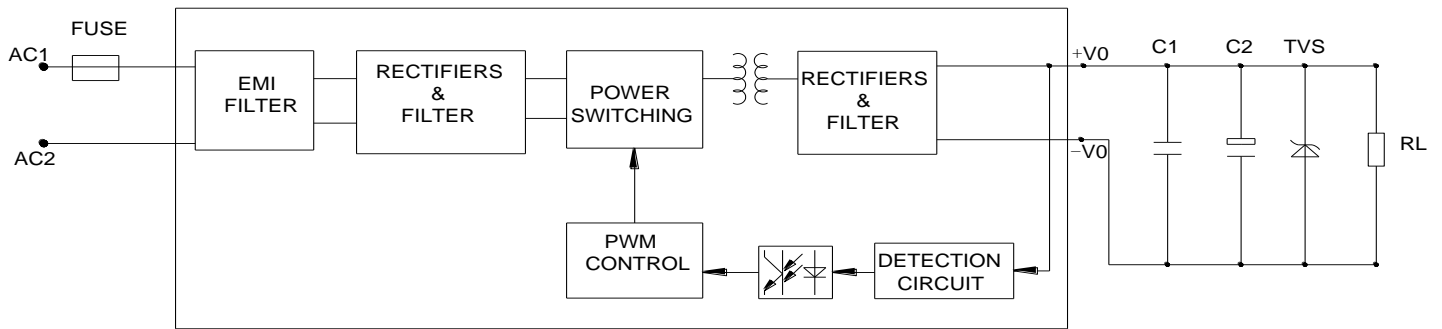 FUSE
AC1
AC2
EMI
FILTER
RECTIFIERS
&
FILTER
POWER
SWITCHING
RECTIFIERS
&
FILTER
+V0
−V0
C1
C2
TVS
RL
PWM
CONTROL
DETECTION
CIRCUIT